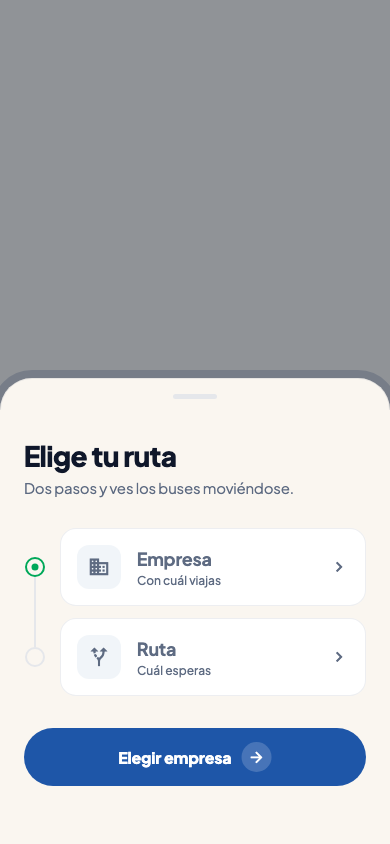 Elige tu ruta
Dos pasos y ves los buses moviéndose.
Empresa
Con cuál viajas
Ruta
Cuál esperas
Elegir empresa